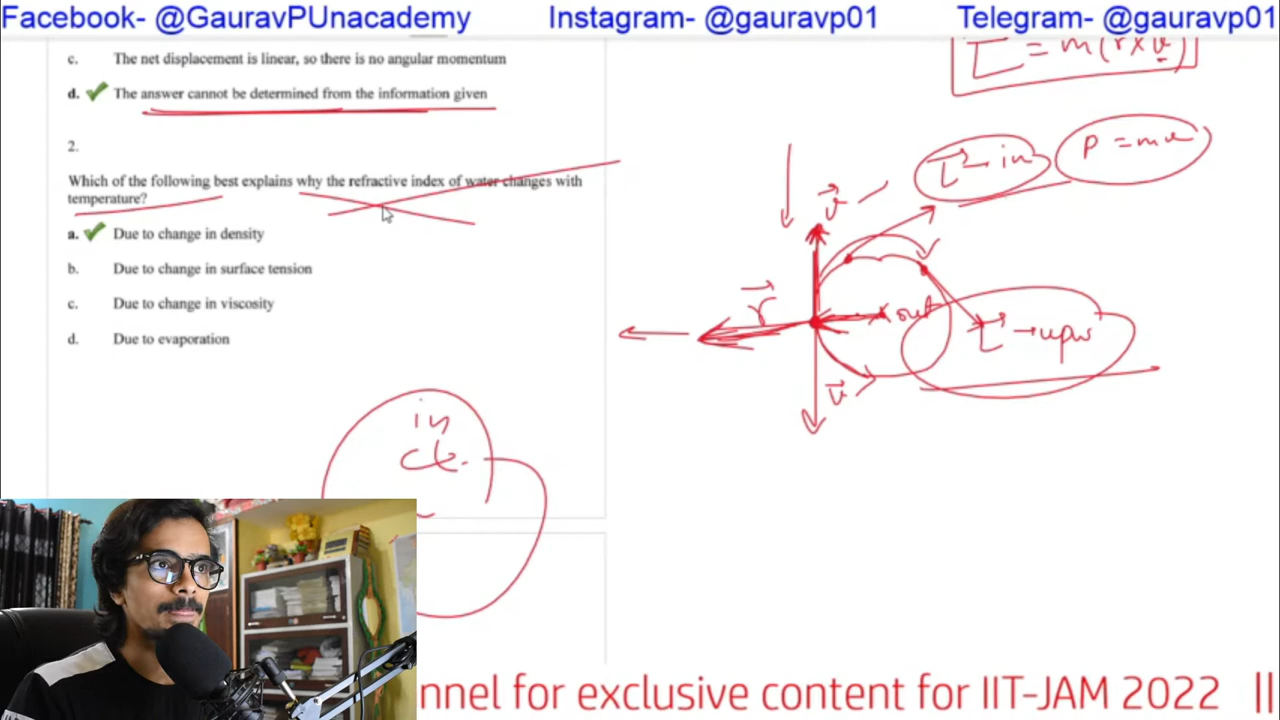 Facebook- @GauravPUnacademy Instagram- @gauravp01 Telegram- @gauravp01
c. The net displacement is linear, so there is no angular momentum
d. The answer cannot be determined from the information given
2.
Which of the following best explains why the refractive index of water changes with
temperature?
a. Due to change in density
b. Due to change in surface tension
c. Due to change in viscosity
d. Due to evaporation
= m(r×v)
P = mv
in
v
r
out
v
in
nnel for exclusive content for IIT-JAM 2022 ||